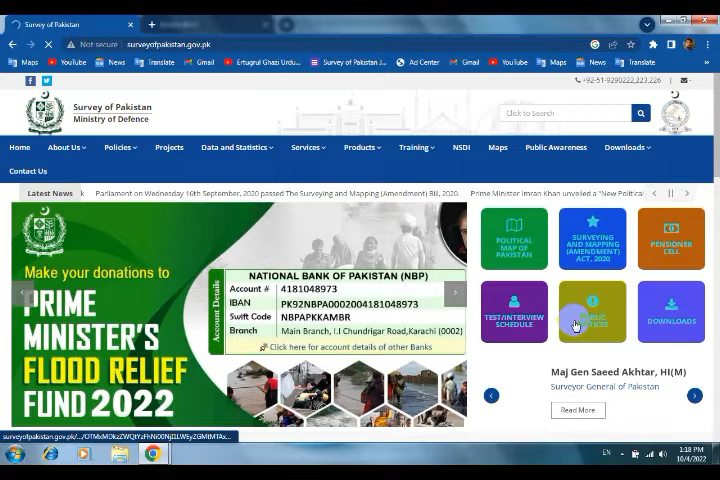 Survey of Pakistan
Not secure | surveyofpakistan.gov.pk
Maps YouTube News Translate Gmail Ertugrul Ghazi Urdu... Survey of Pakistan J... Ad Center Gmail YouTube Maps News Translate »
+92-51-9290222,223,226
Survey of Pakistan
Ministry of Defence
Click to Search
Home About Us Policies Projects Data and Statistics Services Products Training NSDI Maps Public Awareness Downloads
Contact Us
Latest News k Parliament on Wednesday 16th September, 2020 passed The Surveying and Mapping (Amendment) Bill, 2020. Prime Minister Imran Khan unveiled a "New Political
Make your donations to
PRIME
MINISTER'S
FLOOD RELIEF
FUND 2022
Account Details
NATIONAL BANK OF PAKISTAN (NBP)
Account # 4181048973
IBAN PK92NBPA0002004181048973
Swift Code NBPAPKKAMBR
Branch Main Branch, I.I Chundrigar Road,Karachi (0002)
Click here for account details of other Banks
POLITICAL
MAP OF
PAKISTAN
SURVEYING
AND MAPPING
(AMENDMENT)
ACT, 2020
PENSIONER
CELL
TEST/INTERVIEW
SCHEDULE
DOWNLOADS
Maj Gen Saeed Akhtar, HI(M)
Surveyor General of Pakistan
Read More
EN
1:18 PM
10/4/2022